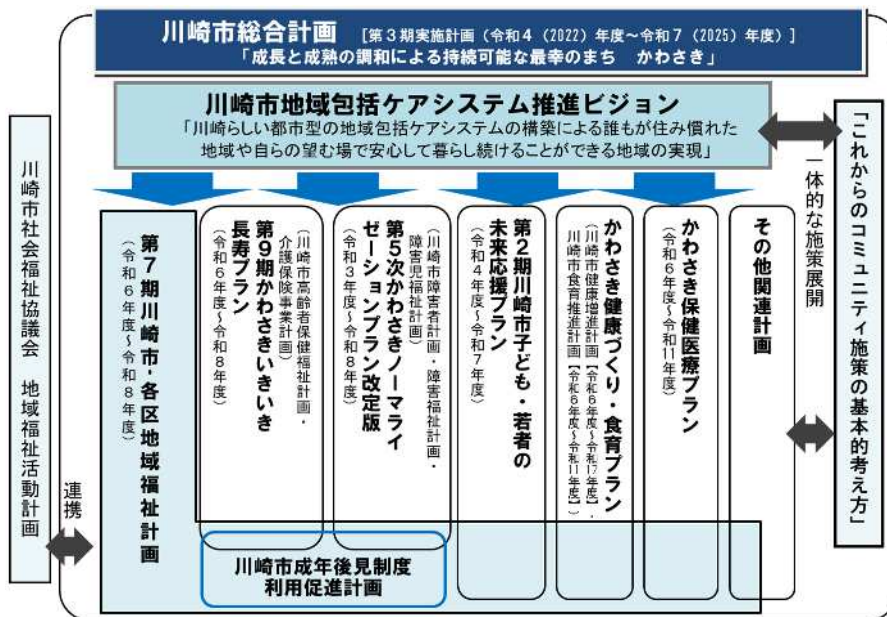 川崎市総合計画 [第3期実施計画(令和4(2022)年度～令和7(2025)年度)]
「成長と成熟の調和による持続可能な最幸のまち かわさき」
川崎市地域包括ケアシステム推進ビジョン
「川崎らしい都市型の地域包括ケアシステムの構築による誰もが住み慣れた
地域や自らの望む場で安心して暮らし続けることができる地域の実現」
川崎市社会福祉協議会 地域福祉活動計画
連携
第7期川崎市・各区地域福祉計画
(令和6年度～令和8年度)
(川崎市高齢者保健福祉計画・
介護保険事業計画)
第9期かわさきいきいき
長寿プラン
(令和6年度～令和8年度)
(川崎市障害者計画・障害福祉計画・
障害児福祉計画)
第5次かわさきノーマライ
ゼーションプラン改定版
(令和3年度～令和8年度)
第2期川崎市子ども・若者の
未来応援プラン
(令和4年度～令和7年度)
かわさき健康づくり・食育プラン
(川崎市健康増進計画【令和6年度～令和17年度】・
川崎市食育推進計画【令和6年度～令和11年度】)
かわさき保健医療プラン
(令和6年度～令和11年度)
その他関連計画
一体的な施策展開
「これからのコミュニティ施策の基本的考え方」
川崎市成年後見制度
利用促進計画